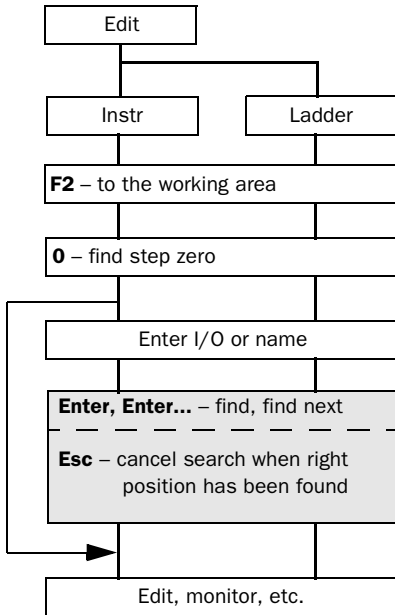 Edit
Instr
Ladder
F2 – to the working area
0 – find step zero
Enter I/O or name
Enter, Enter... – find, find next
Esc – cancel search when right
position has been found
Edit, monitor, etc.